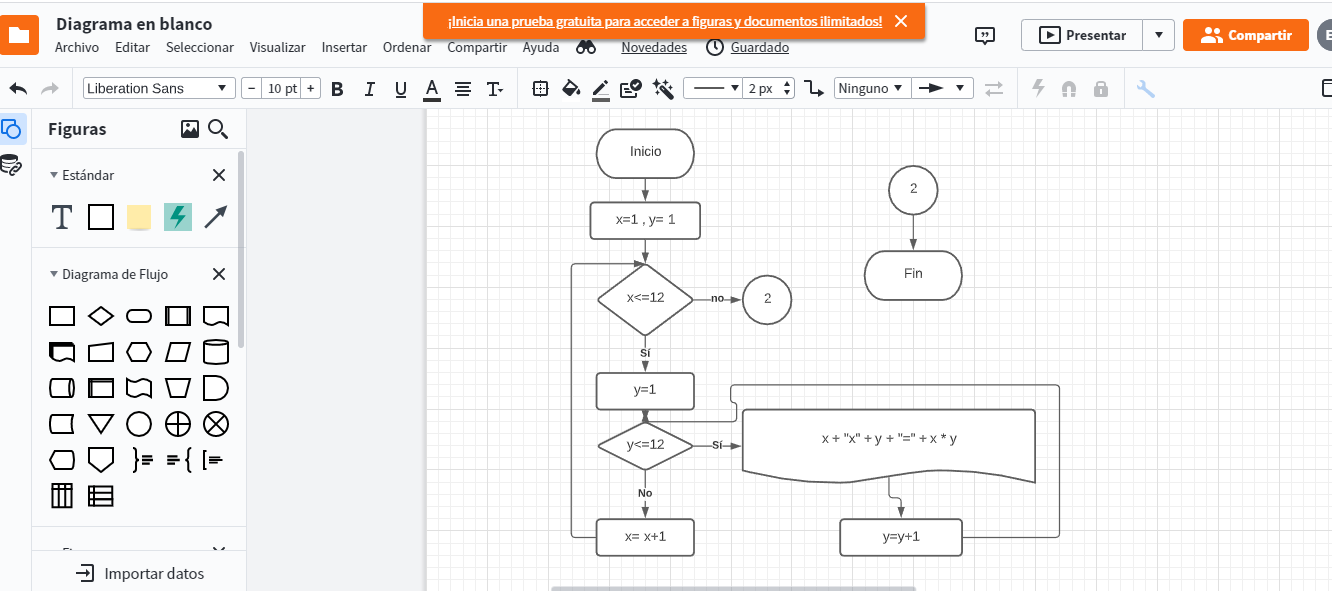 Diagrama en blanco
¡Inicia una prueba gratuita para acceder a figuras y documentos ilimitados!
Archivo Editar Seleccionar Visualizar Insertar Ordenar Compartir Ayuda Novedades Guardado
Presentar
Compartir
E
Liberation Sans
10 pt
B I U A T
2 px
Ninguno
Figuras
Estándar
T
Diagrama de Flujo
Importar datos
Inicio
x=1 , y= 1
x<=12
no
2
Sí
y=1
y<=12
Sí
x + "x" + y + "=" + x * y
No
x= x+1
y=y+1
2
Fin